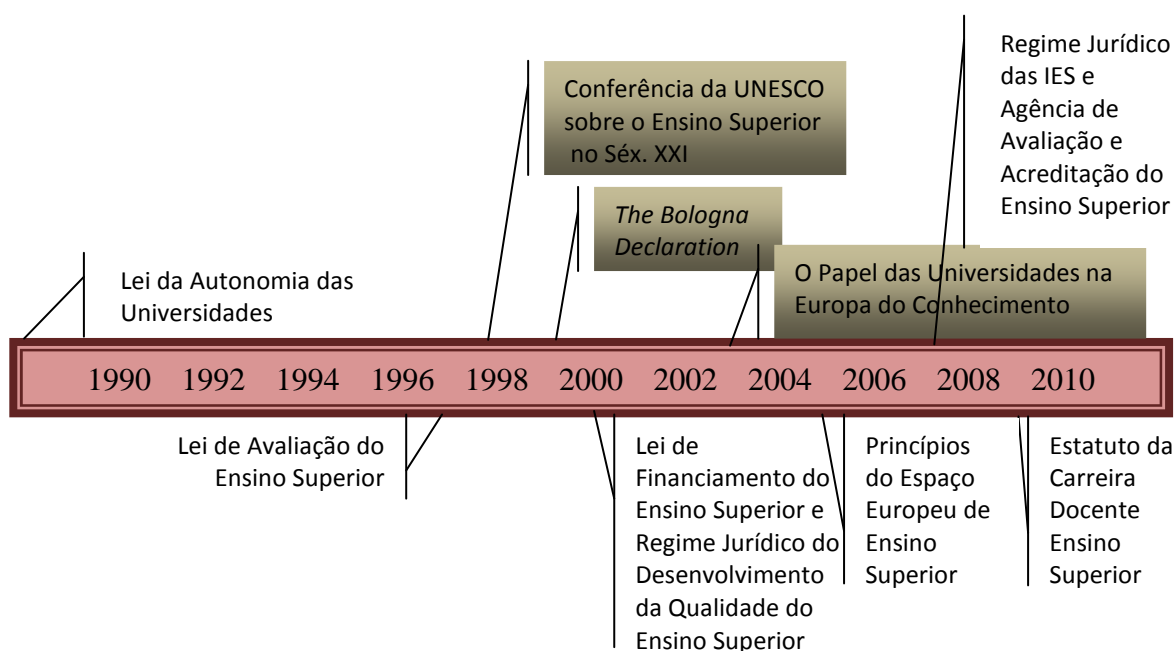 Regime Jurídico
das IES e
Agência de
Avaliação e
Acreditação do
Ensino Superior
Conferência da UNESCO
sobre o Ensino Superior
no Séx. XXI
The Bologna
Declaration
O Papel das Universidades na
Europa do Conhecimento
Lei da Autonomia das
Universidades
1990 1992 1994 1996 1998 2000 2002 2004 2006 2008 2010
Lei de Avaliação do
Ensino Superior
Lei de
Financiamento do
Ensino Superior e
Regime Jurídico do
Desenvolvimento
da Qualidade do
Ensino Superior
Princípios
do Espaço
Europeu de
Ensino
Superior
Estatuto da
Carreira
Docente
Ensino
Superior